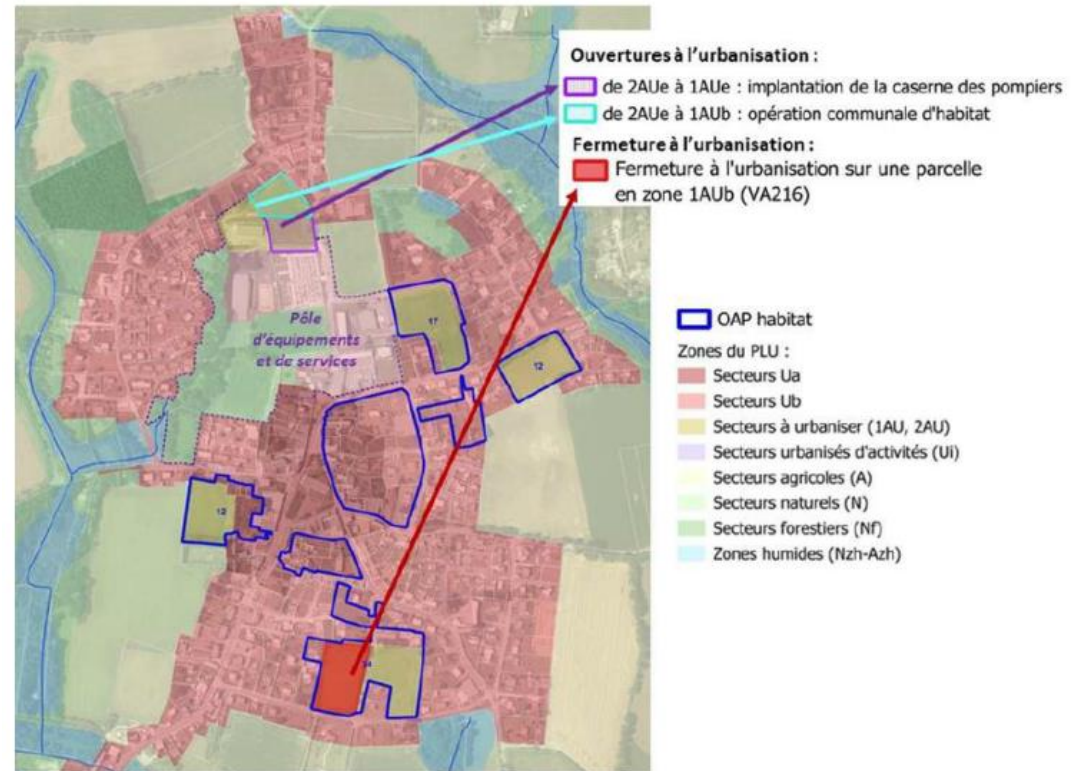 Ouvertures à l'urbanisation :
de 2AUe à 1AUe : implantation de la caserne des pompiers
de 2AUe à 1AUb : opération communale d'habitat
Fermeture à l'urbanisation :
Fermeture à l'urbanisation sur une parcelle
en zone 1AUb (VA216)
Pôle
d'équipements
et de services
17
12
12
OAP habitat
Zones du PLU :
Secteurs Ua
Secteurs Ub
Secteurs à urbaniser (1AU, 2AU)
Secteurs urbanisés d'activités (Ui)
Secteurs agricoles (A)
Secteurs naturels (N)
Secteurs forestiers (Nf)
Zones humides (Nzh-Azh)